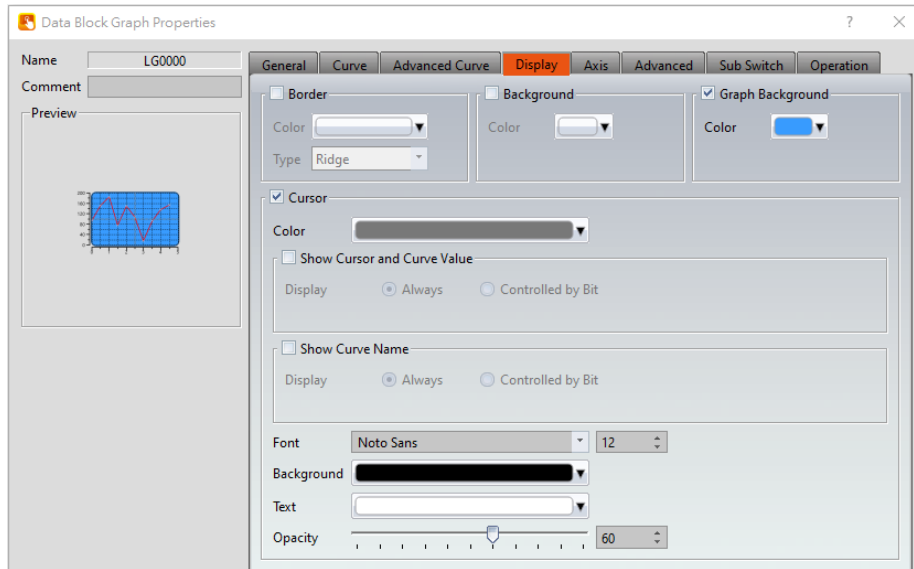 Data Block Graph Properties
?
Name LG0000
Comment
Preview
General Curve Advanced Curve Display Axis Advanced Sub Switch Operation
Border
Color
Type Ridge
Background
Color
Graph Background
Color
Cursor
Color
Show Cursor and Curve Value
Display Always Controlled by Bit
Show Curve Name
Display Always Controlled by Bit
Font Noto Sans 12
Background
Text
Opacity 60